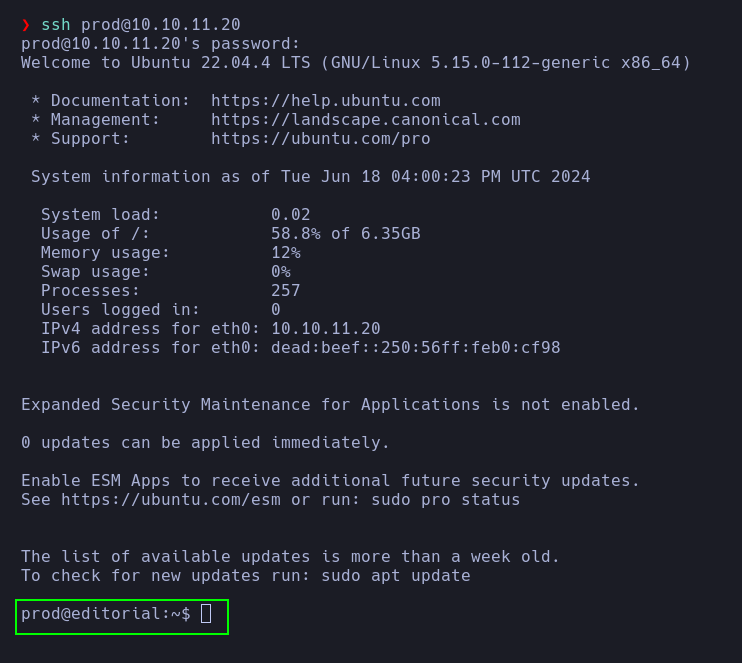 ❯ ssh prod@10.10.11.20
prod@10.10.11.20's password:
Welcome to Ubuntu 22.04.4 LTS (GNU/Linux 5.15.0-112-generic x86_64)
* Documentation:  https://help.ubuntu.com
* Management:     https://landscape.canonical.com
* Support:        https://ubuntu.com/pro
System information as of Tue Jun 18 04:00:23 PM UTC 2024
System load:           0.02
Usage of /:            58.8% of 6.35GB
Memory usage:          12%
Swap usage:            0%
Processes:             257
Users logged in:       0
IPv4 address for eth0: 10.10.11.20
IPv6 address for eth0: dead:beef::250:56ff:feb0:cf98
Expanded Security Maintenance for Applications is not enabled.
0 updates can be applied immediately.
Enable ESM Apps to receive additional future security updates.
See https://ubuntu.com/esm or run: sudo pro status
The list of available updates is more than a week old.
To check for new updates run: sudo apt update
prod@editorial:~$